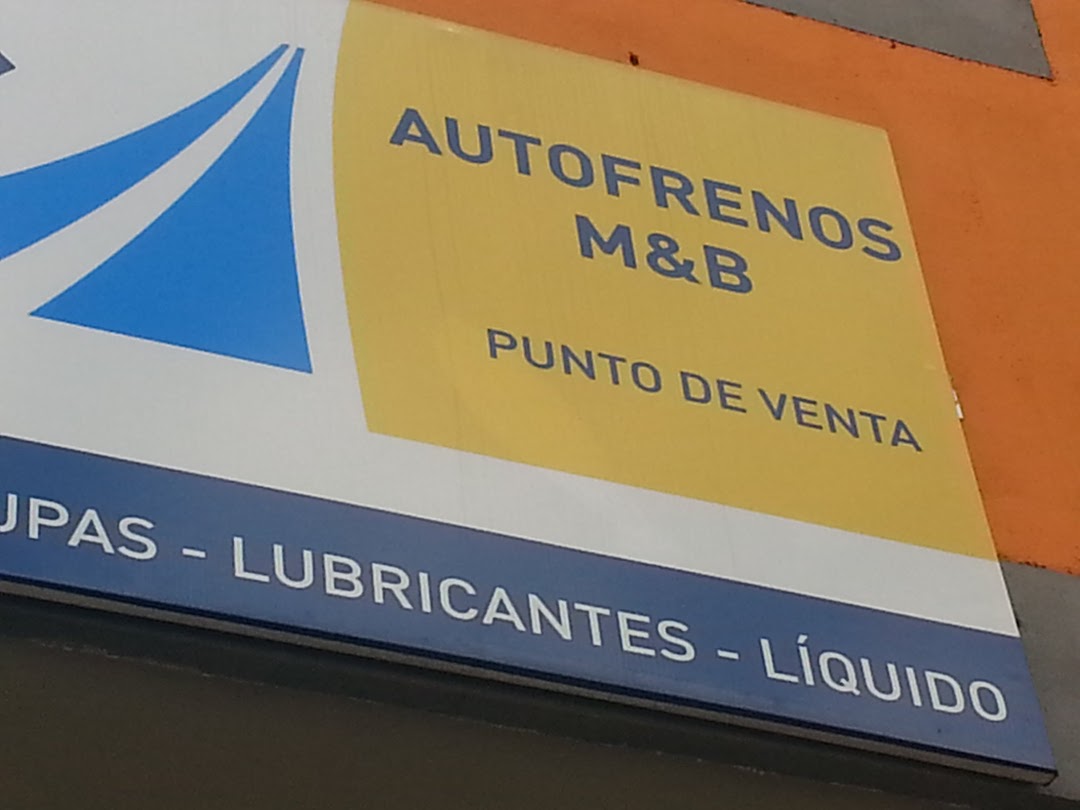 AUTOFRENOS
M&B
PUNTO DE VENTA
UPAS - LUBRICANTES - LÍQUIDO